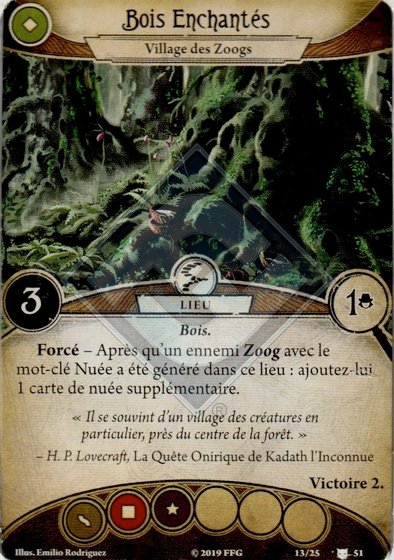 Bois Enchantés
Village des Zoogs
3
LIEU
1
Bois.
Forcé – Après qu'un ennemi Zoog avec le
mot-clé Nuée a été généré dans ce lieu : ajoutez-lui
1 carte de nuée supplémentaire.
« Il se souvint d'un village des créatures en
particulier, près du centre de la forêt. »
– H. P. Lovecraft, La Quête Onirique de Kadath l'Inconnue
Victoire 2.
Illus. Emilio Rodriguez
© 2019 FFG
13/25
51